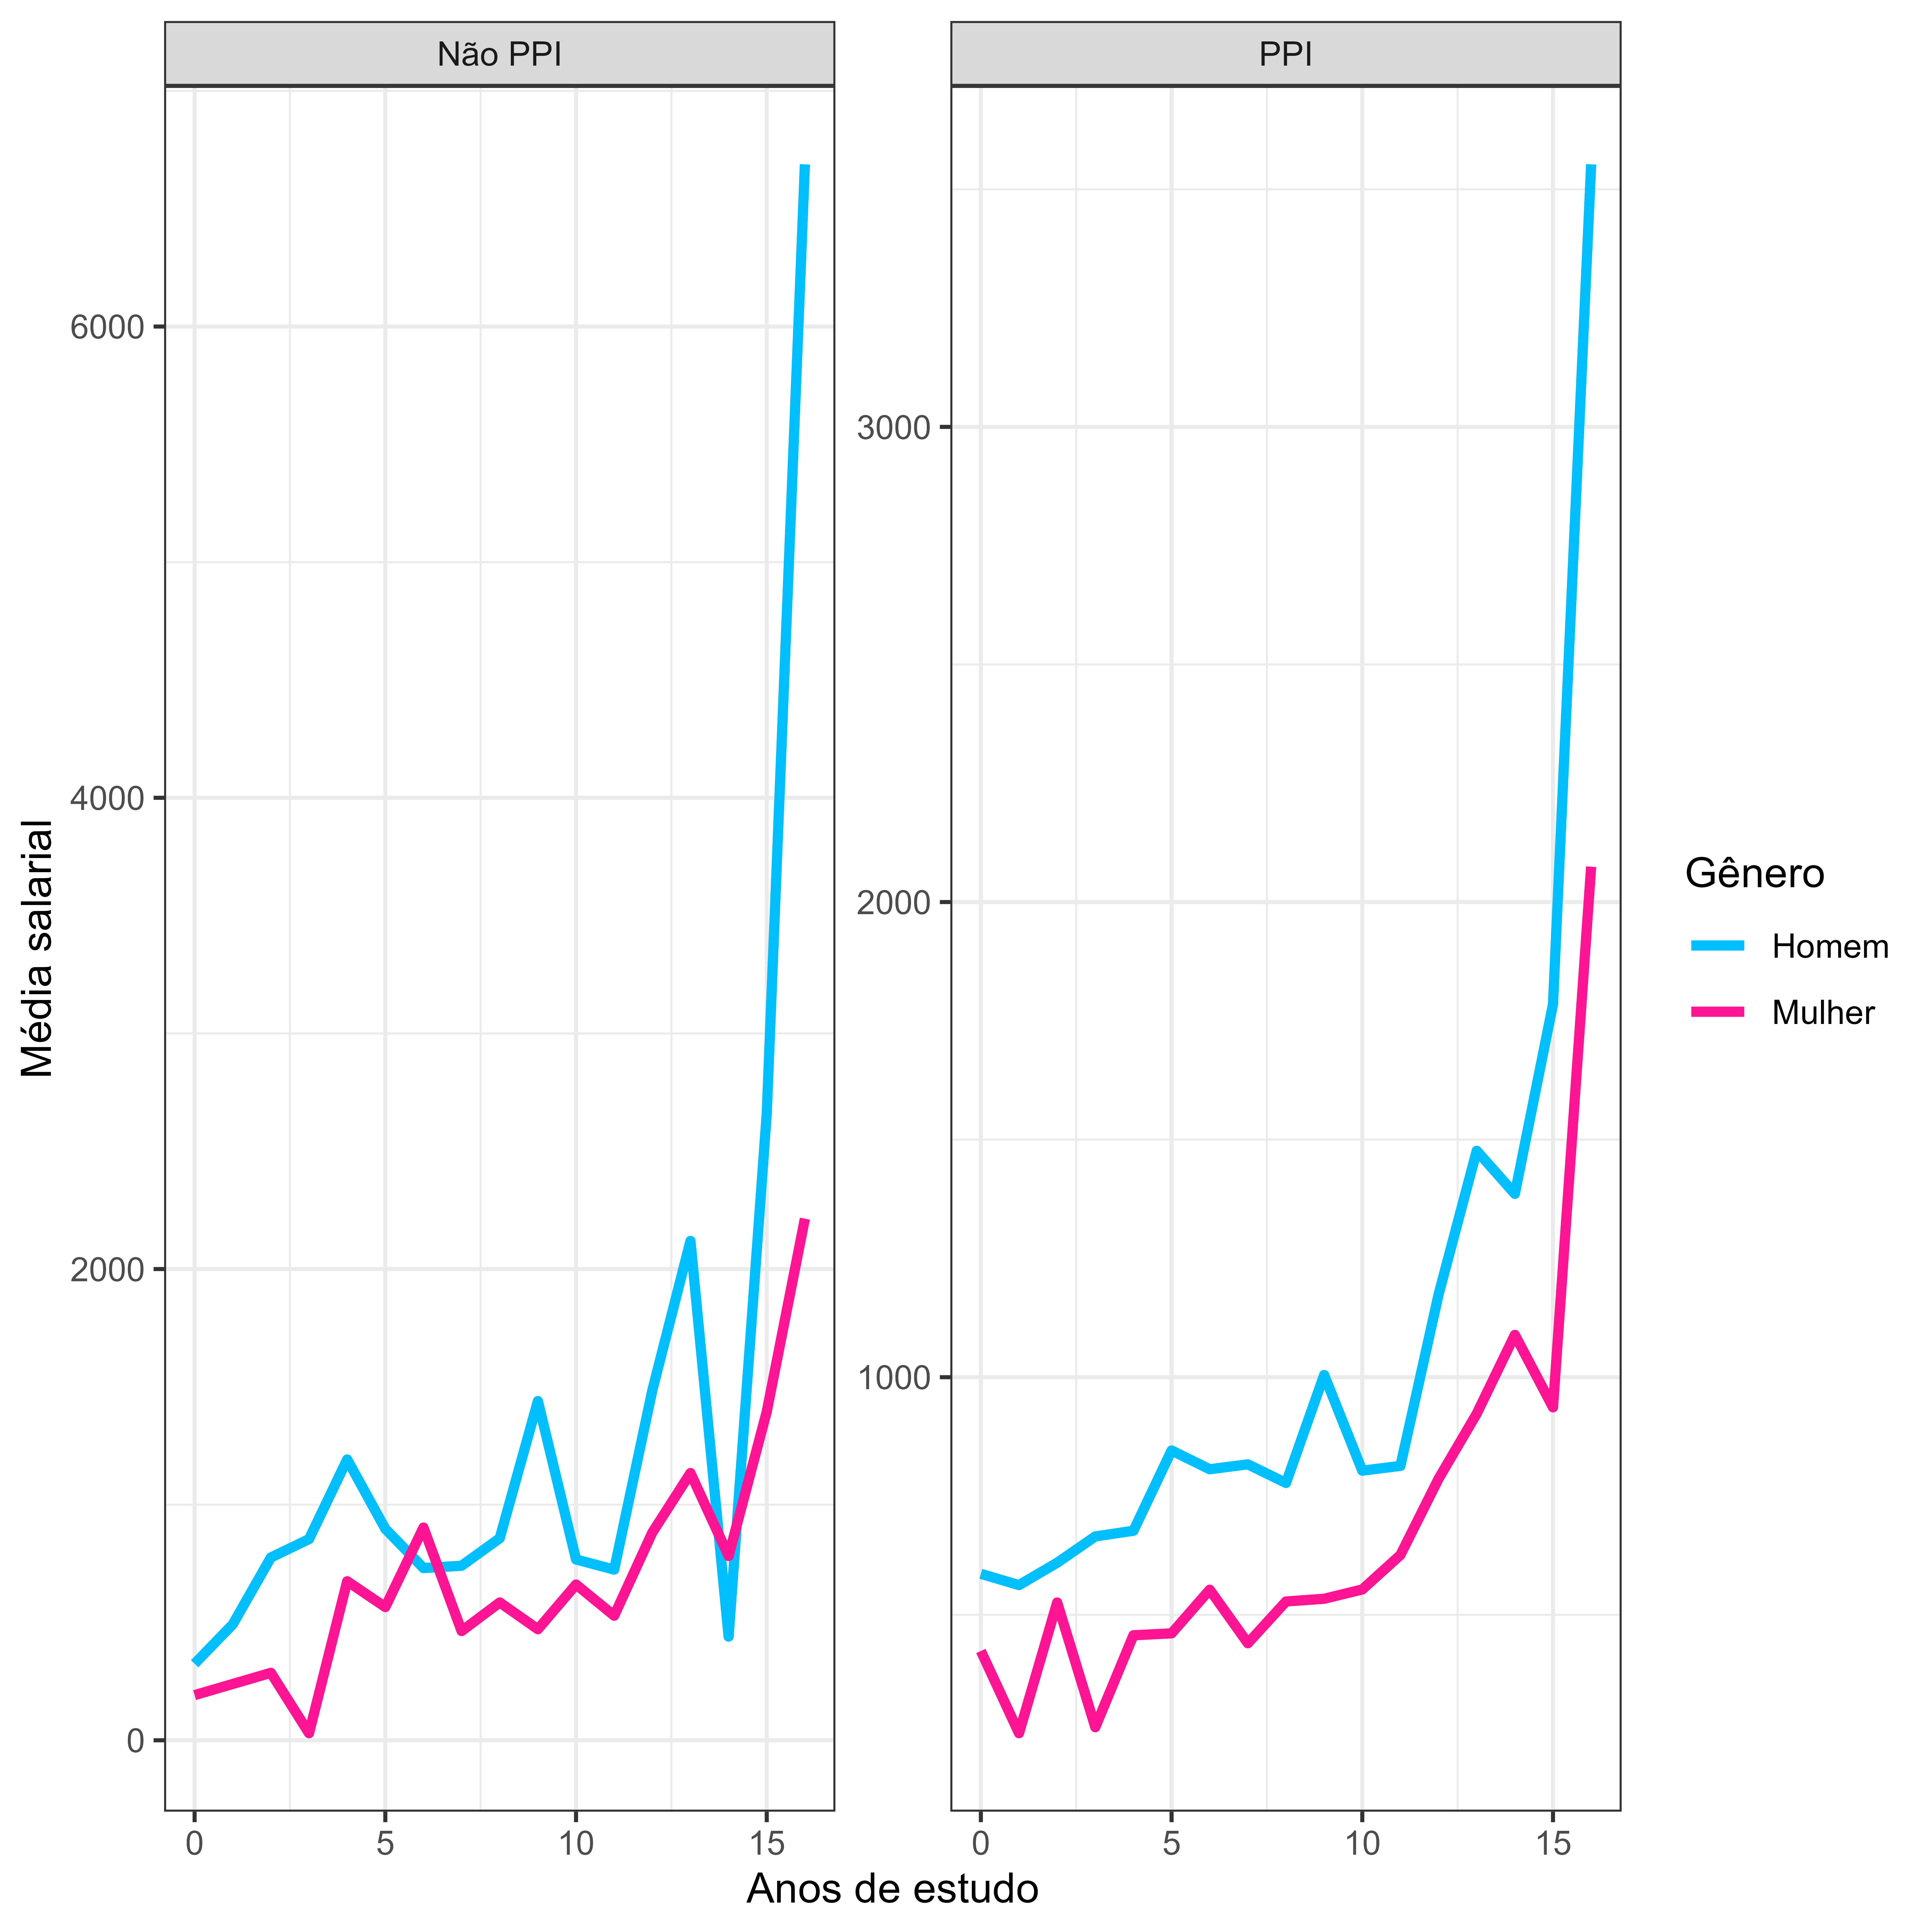 Não PPI
PPI
Média salarial
6000
4000
2000
0
3000
2000
1000
0 5 10 15
0 5 10 15
Anos de estudo
Gênero
Homem
Mulher